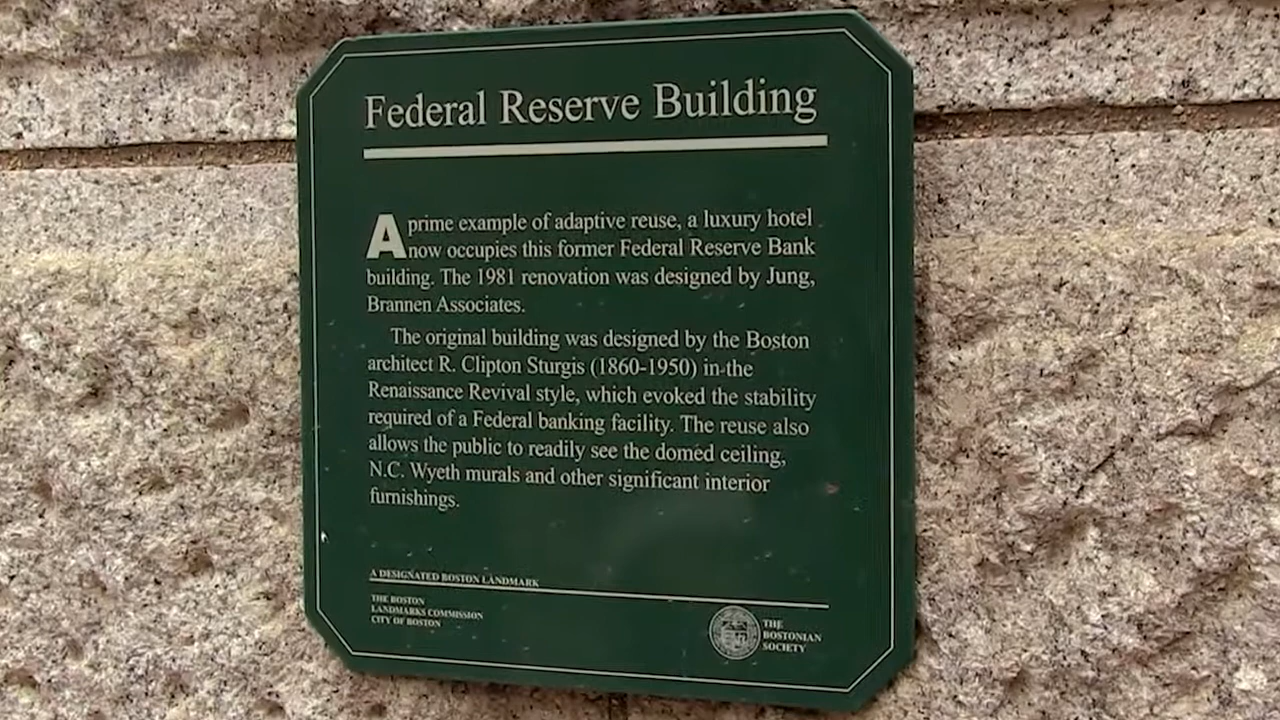 Federal Reserve Building
A prime example of adaptive reuse, a luxury hotel
now occupies this former Federal Reserve Bank
building. The 1981 renovation was designed by Jung,
Brannen Associates.
The original building was designed by the Boston
architect R. Clipton Sturgis (1860-1950) in the
Renaissance Revival style, which evoked the stability
required of a Federal banking facility. The reuse also
allows the public to readily see the domed ceiling,
N.C. Wyeth murals and other significant interior
furnishings.
A DESIGNATED BOSTON LANDMARK
THE BOSTON
LANDMARKS COMMISSION
CITY OF BOSTON
THE
BOSTONIAN
SOCIETY